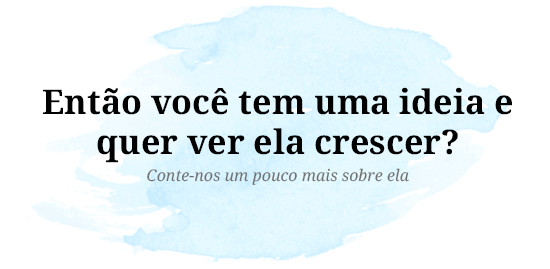 Então você tem uma ideia e
quer ver ela crescer?
Conte-nos um pouco mais sobre ela